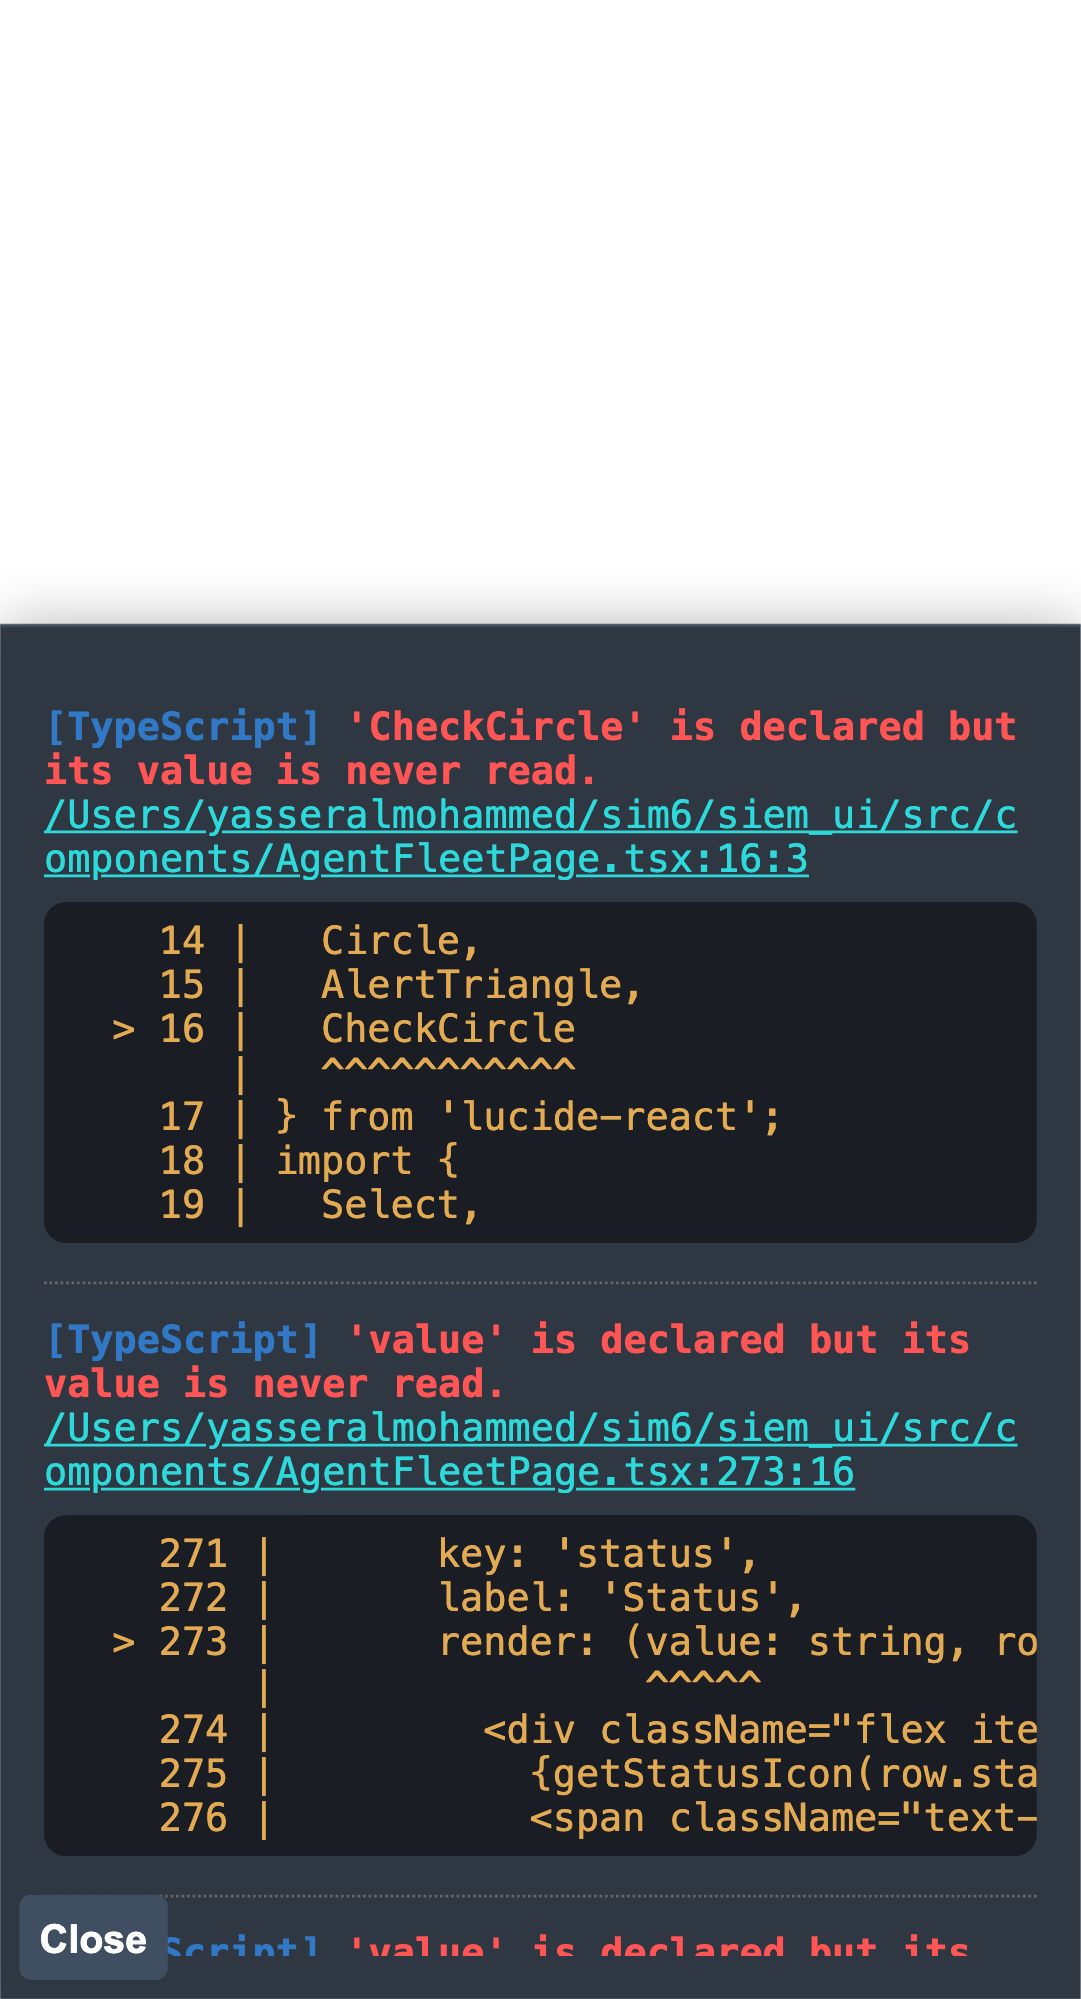 [TypeScript] 'CheckCircle' is declared but
its value is never read.
/Users/yasseralmohammed/sim6/siem_ui/src/c
omponents/AgentFleetPage.tsx:16:3
14 |   Circle,
15 |   AlertTriangle,
> 16 |   CheckCircle
|   ^^^^^^^^^^^
17 | } from 'lucide-react';
18 | import {
19 |   Select,
[TypeScript] 'value' is declared but its
value is never read.
/Users/yasseralmohammed/sim6/siem_ui/src/c
omponents/AgentFleetPage.tsx:273:16
271 |       key: 'status',
272 |       label: 'Status',
> 273 |       render: (value: string, ro
|                ^^^^^
274 |         <div className="flex ite
275 |           {getStatusIcon(row.sta
276 |           <span className="text-
Close
Script] 'value' is declared but its